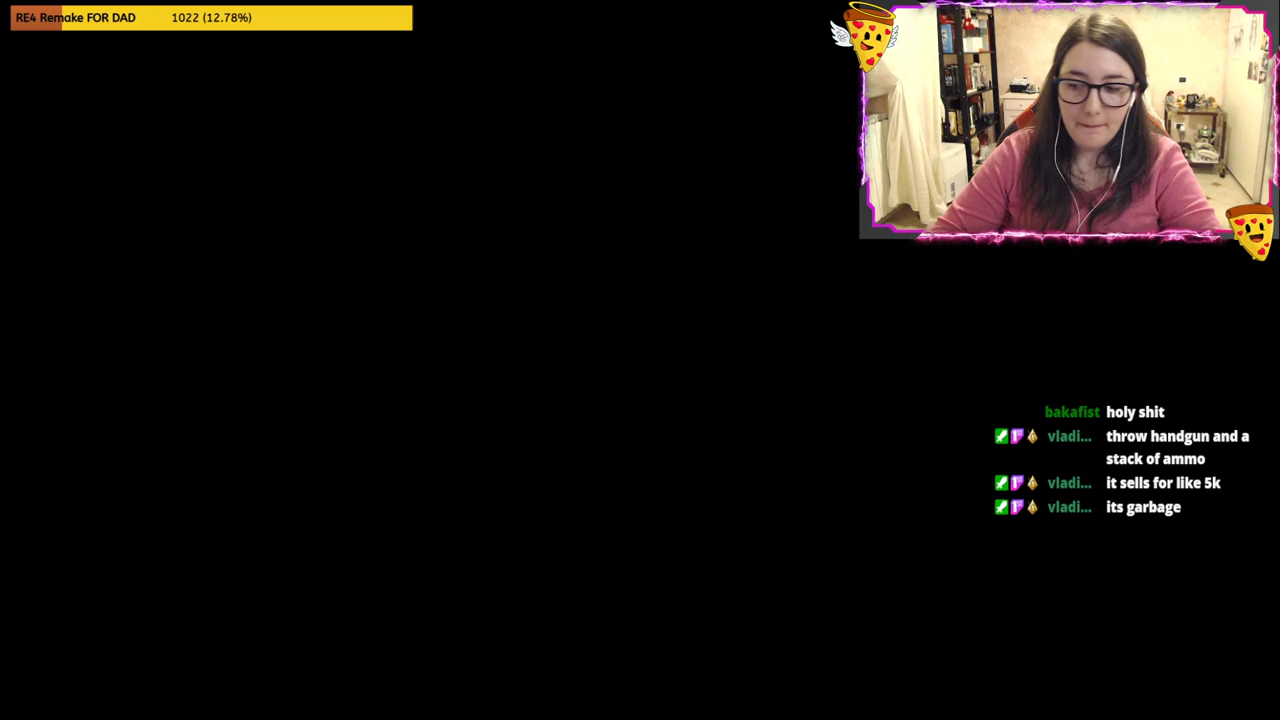 RE4 Remake FOR DAD 1022 (12.78%)
bakafist holy shit
vladi... throw handgun and a
stack of ammo
vladi... it sells for like 5k
vladi... its garbage